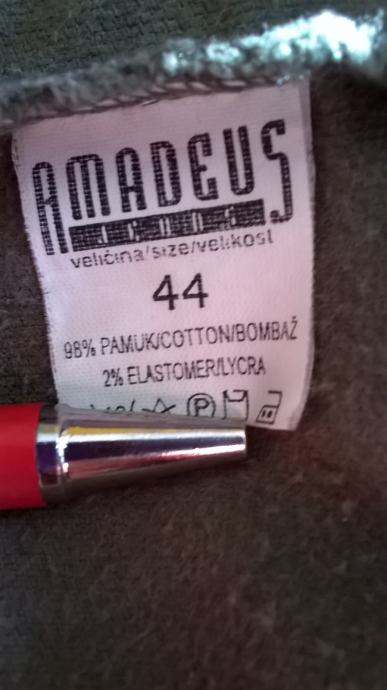 AMADEUS
veličina/size/velikost
44
98% PAMUK/COTTON/BOMBAŽ
2% ELASTOMER/LYCRA
P